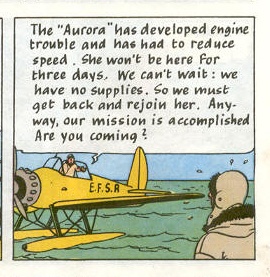 The "Aurora" has developed engine
trouble and has had to reduce
speed. She won't be here for
three days. We can't wait: we
have no supplies. So we must
get back and rejoin her. Any-
way, our mission is accomplished
Are you coming?
E.F.S.R